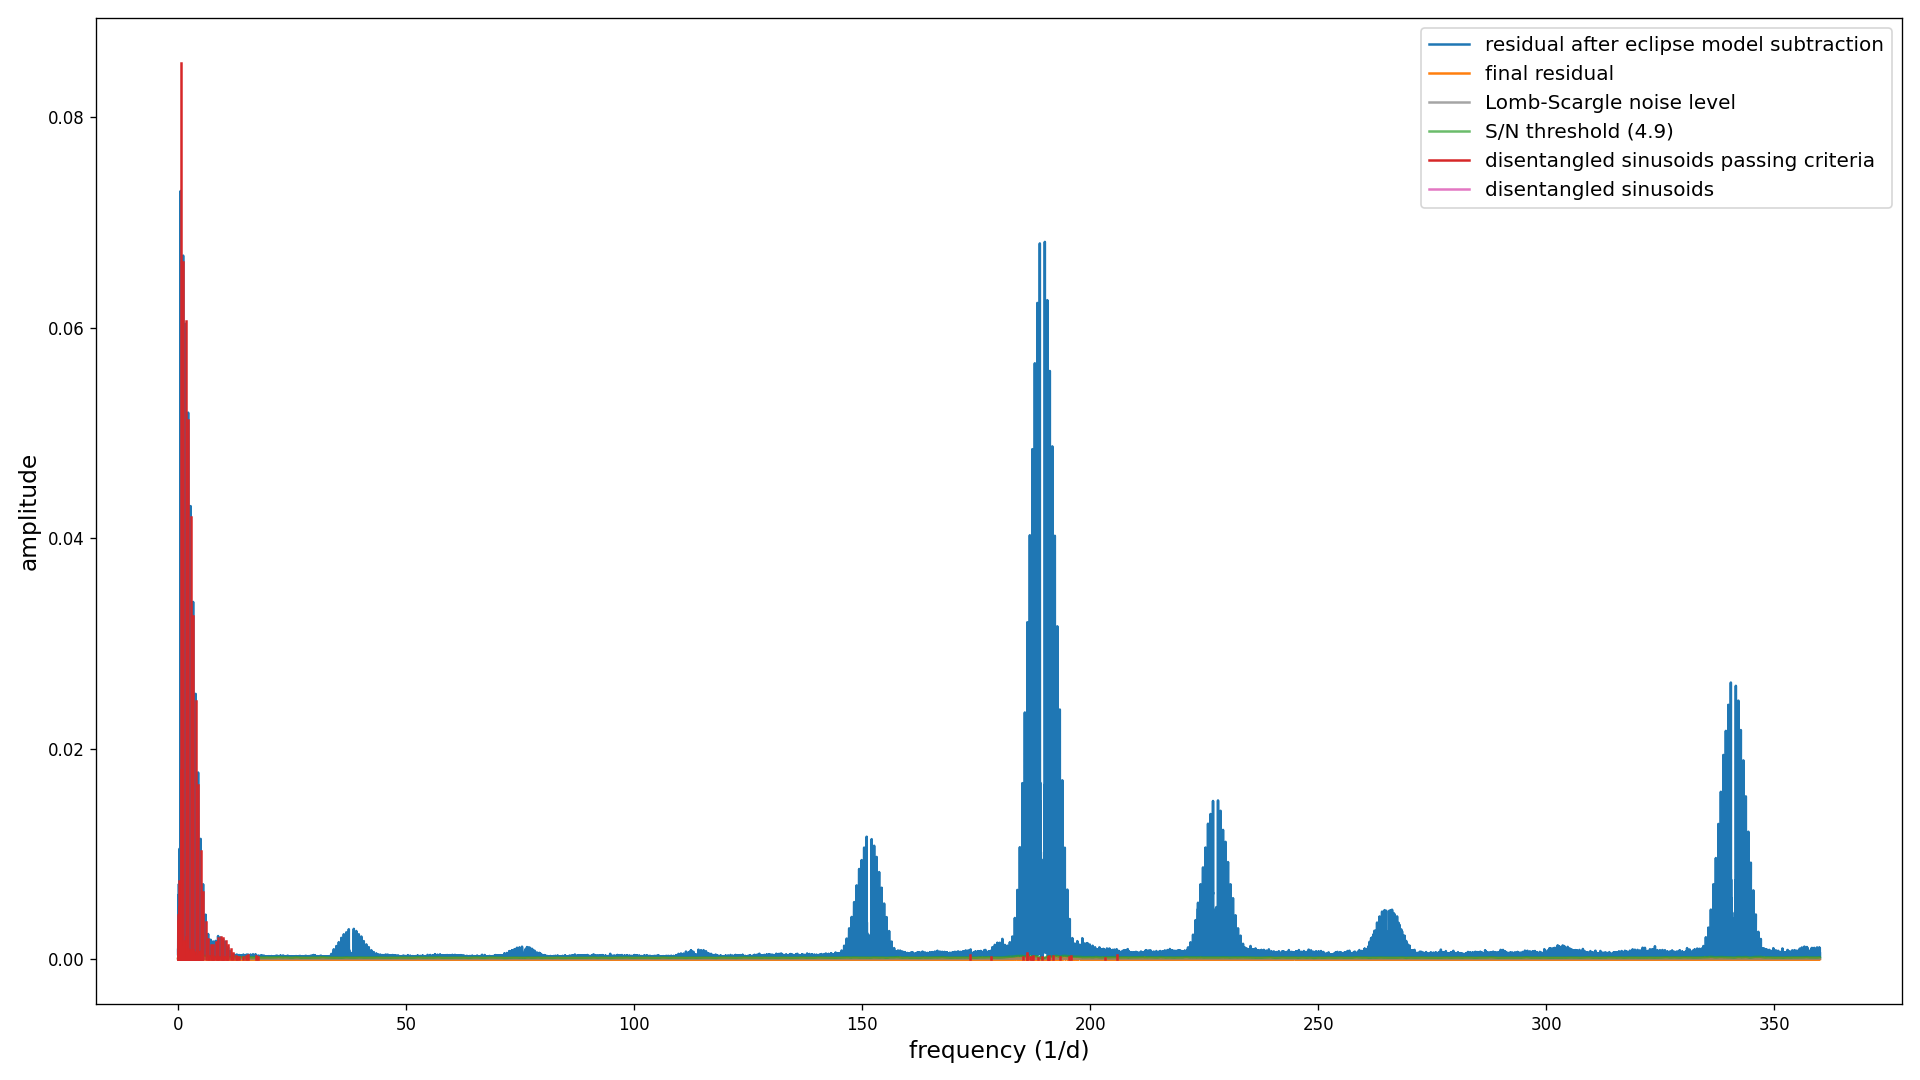 residual after eclipse model subtraction
final residual
Lomb-Scargle noise level
S/N threshold (4.9)
disentangled sinusoids passing criteria
disentangled sinusoids
amplitude
0.08
0.06
0.04
0.02
0.00
0 50 100 150 200 250 300 350
frequency (1/d)